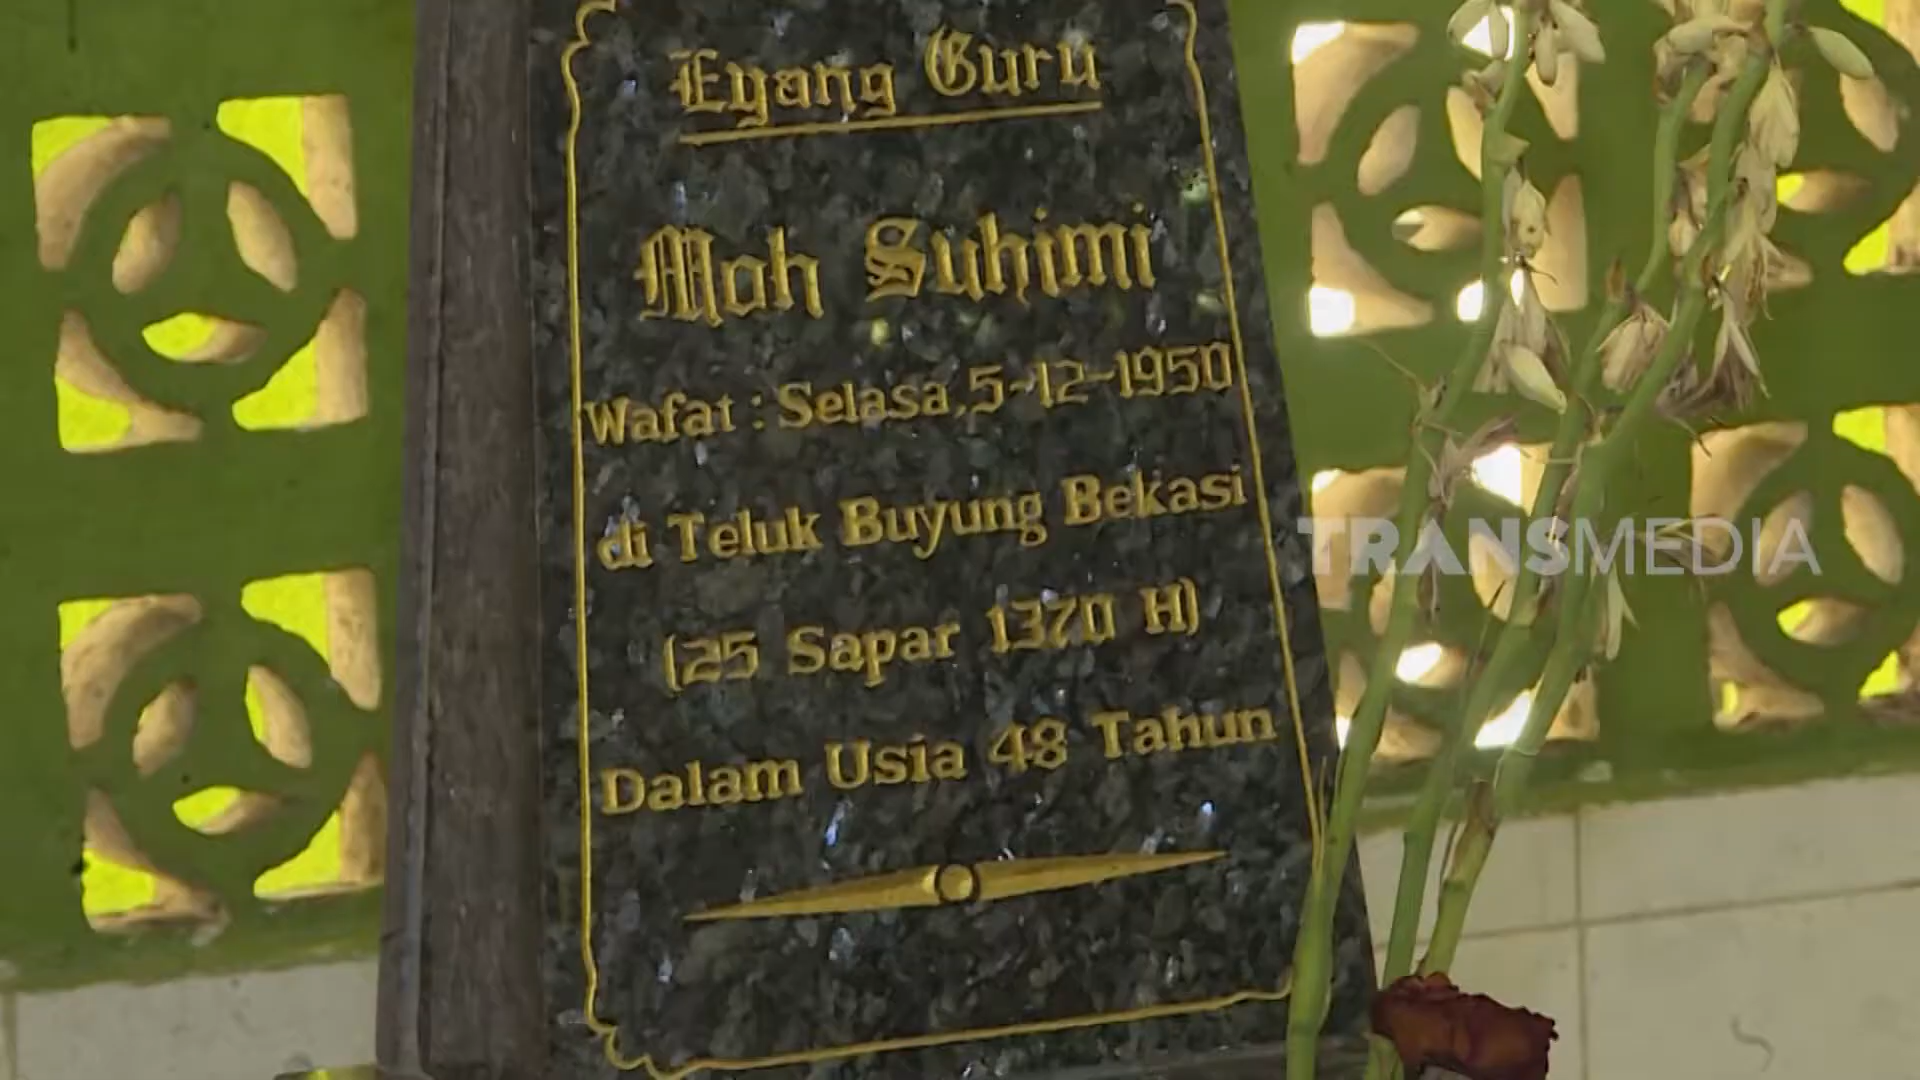 Eyang Guru
Moh Suhimi
Wafat : Selasa, 5-12-1950
di Teluk Buyung Bekasi
(25 Sapar 1370 H)
Dalam Usia 48 Tahun
TRANSMEDIA